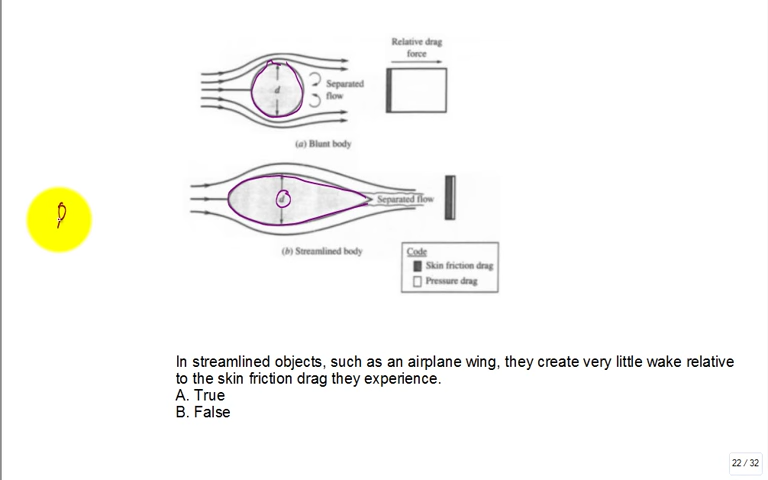 Relative drag
force
d
Separated
flow
(a) Blunt body
d
Separated flow
(b) Streamlined body
Code
Skin friction drag
Pressure drag
In streamlined objects, such as an airplane wing, they create very little wake relative
to the skin friction drag they experience.
A. True
B. False
22 / 32